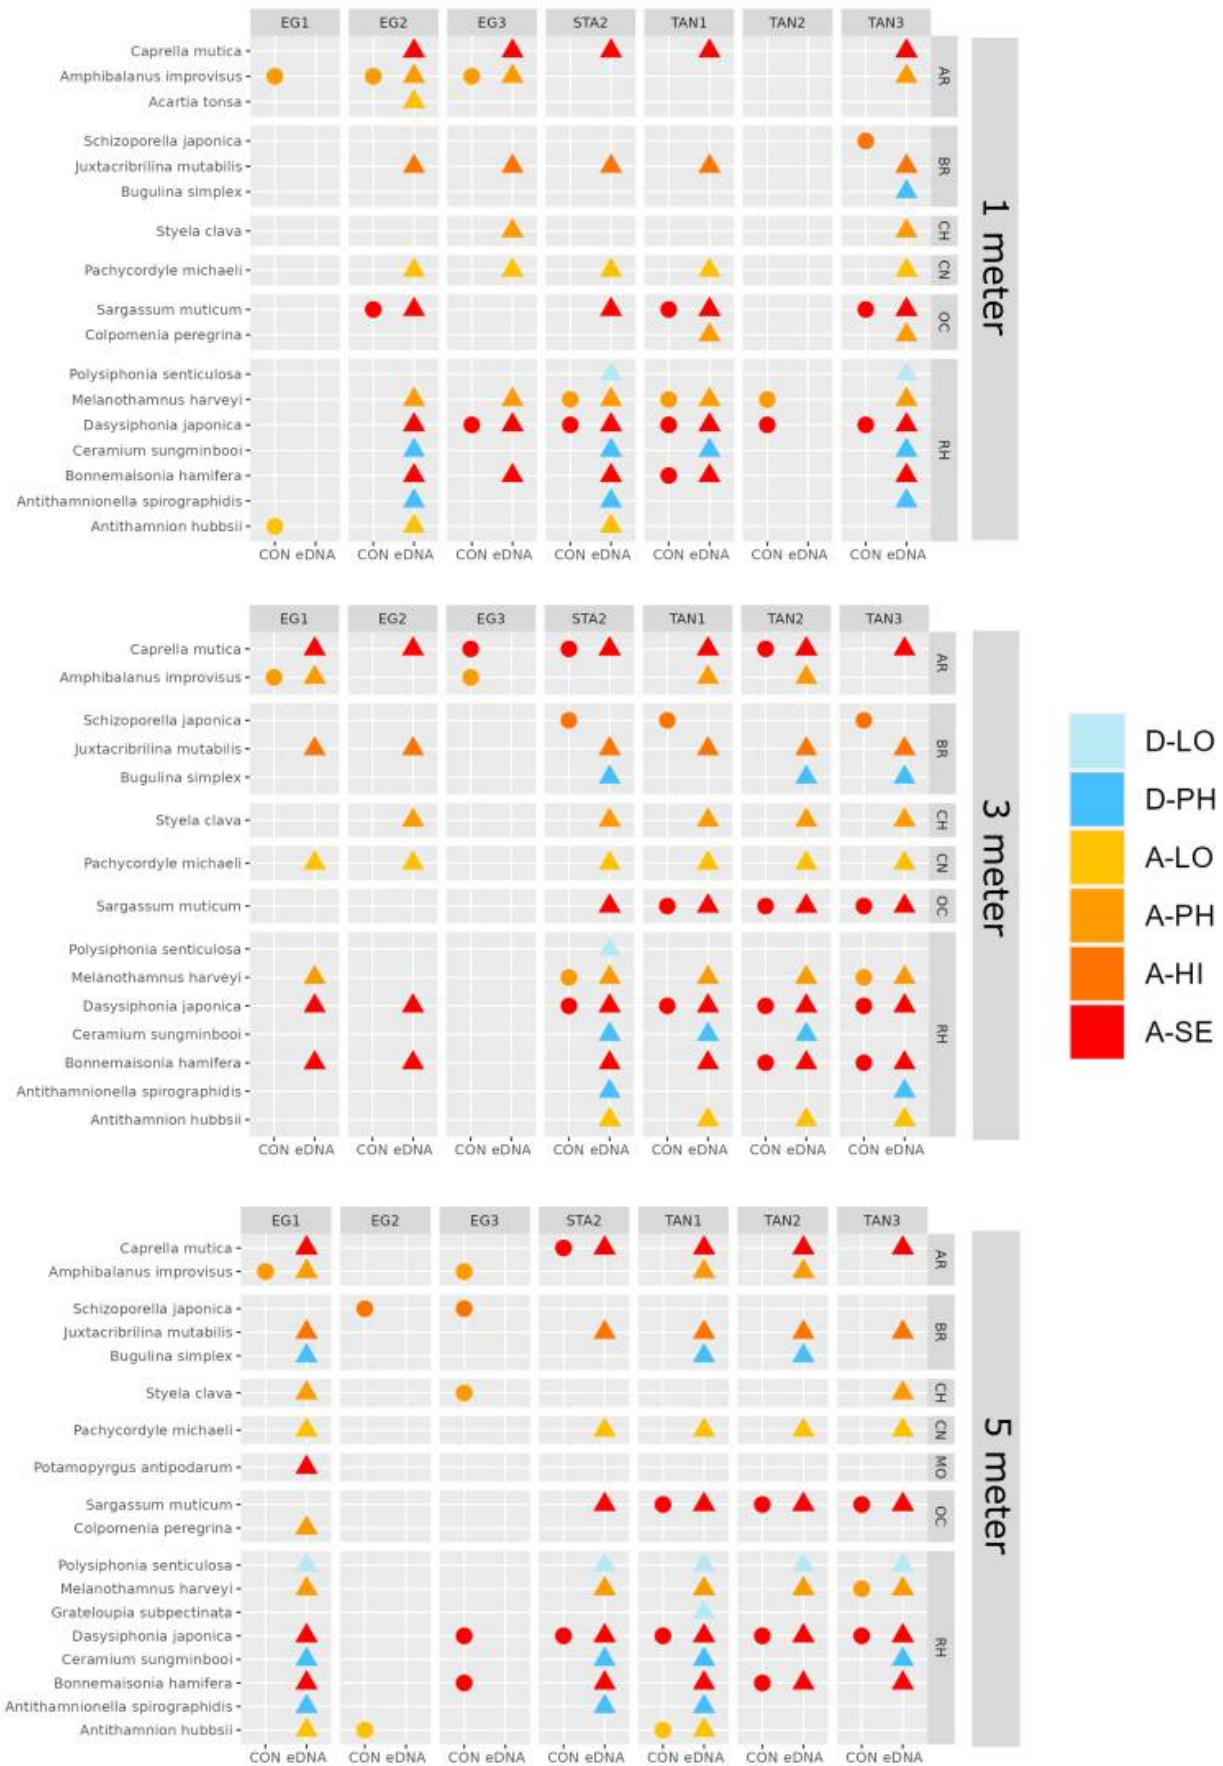 EG1 EG2 EG3 STA2 TAN1 TAN2 TAN3
Caprella mutica
Amphibalanus improvisus
Acartia tonsa
AR
Schizoporella japonica
Juxtacribrilina mutabilis
Bugulina simplex
BR
Styela clava
CH
Pachycordyle michaeli
CN
Sargassum muticum
Colpomenia peregrina
OC
Polysiphonia senticulosa
Melanothamnus harveyi
Dasysiphonia japonica
Ceramium sungminbooi
Bonnemaisonia hamifera
Antithamnionella spirographidis
Antithamnion hubbsii
RH
CON eDNA CON eDNA CON eDNA CON eDNA CON eDNA CON eDNA CON eDNA
1 meter
EG1 EG2 EG3 STA2 TAN1 TAN2 TAN3
Caprella mutica
Amphibalanus improvisus
AR
Schizoporella japonica
Juxtacribrilina mutabilis
Bugulina simplex
BR
Styela clava
CH
Pachycordyle michaeli
CN
Sargassum muticum
OC
Polysiphonia senticulosa
Melanothamnus harveyi
Dasysiphonia japonica
Ceramium sungminbooi
Bonnemaisonia hamifera
Antithamnionella spirographidis
Antithamnion hubbsii
RH
CON eDNA CON eDNA CON eDNA CON eDNA CON eDNA CON eDNA CON eDNA
3 meter
D-LO
D-PH
A-LO
A-PH
A-HI
A-SE
EG1 EG2 EG3 STA2 TAN1 TAN2 TAN3
Caprella mutica
Amphibalanus improvisus
AR
Schizoporella japonica
Juxtacribrilina mutabilis
Bugulina simplex
BR
Styela clava
CH
Pachycordyle michaeli
CN
Potamopyrgus antipodarum
MO
Sargassum muticum
Colpomenia peregrina
OC
Polysiphonia senticulosa
Melanothamnus harveyi
Grateloupia subpectinata
Dasysiphonia japonica
Ceramium sungminbooi
Bonnemaisonia hamifera
Antithamnionella spirographidis
Antithamnion hubbsii
RH
CON eDNA CON eDNA CON eDNA CON eDNA CON eDNA CON eDNA CON eDNA
5 meter